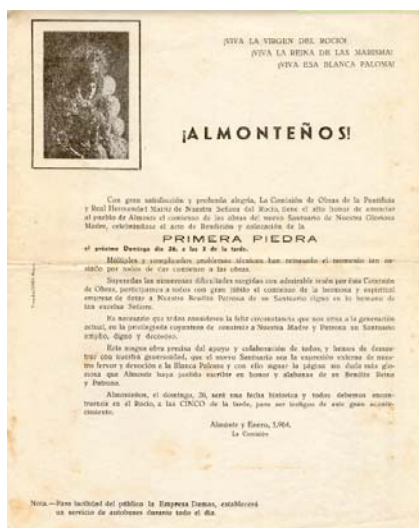 ¡VIVA LA VIRGEN DEL ROCIO!
¡VIVA LA REINA DE LAS MARISMA!
¡VIVA ESA BLANCA PALOMA!
¡ALMONTEÑOS!
Con gran satisfacción y profunda alegría, La Comisión de Obras de la Pontificia
y Real Hermandad Matriz de Nuestra Señora del Rocío, tiene el alto honor de anunciar
al pueblo de Almonte el comienzo de las obras del nuevo Santuario de Nuestra Gloriosa
Madre, celebrándose el acto de Bendición y colocación de la
PRIMERA PIEDRA
el próximo Domingo día 26, a las 5 de la tarde.
Múltiples y complicados problemas técnicos han retrasado el momento tan an-
siado por todos de dar comienzo a las obras.
Superadas las numerosas dificultades surgidas con admirable tesón por esta Comisión
de Obras, participamos a todos con gran júbilo el comienzo de la hermosa y espiritual
empresa de dotar a Nuestra Bendita Patrona de un Santuario digno en lo humano de
tan excelsa Señora.
Es necesario que todos consideren la feliz circunstancia que nos sitúa a la generación
actual, en la privilegiada coyuntura de construir a Nuestra Madre y Patrona un Santuario
amplio, digno y decoroso.
Esta magna obra precisa del apoyo y colaboración de todos, y hemos de demos-
trar con nuestra generosidad, que el nuevo Santuario sea la expresión externa de nues-
tro fervor y devoción a la Blanca Paloma y con ello signar la página sin duda más glo-
riosa que Almonte haya podido escribir en honor y alabanza de su Bendita Reina
y Patrona.
Almonteños, el domingo, 26, será una fecha histórica y todos debemos encon-
trarnos en el Rocío, a las CINCO de la tarde, para ser testigos de este gran aconte-
cimiento.
Almonte y Enero, 1.964.
La Comisión
Nota.—Para facilidad del público la Empresa Damas, establecerá
un servicio de autobuses durante todo el día.